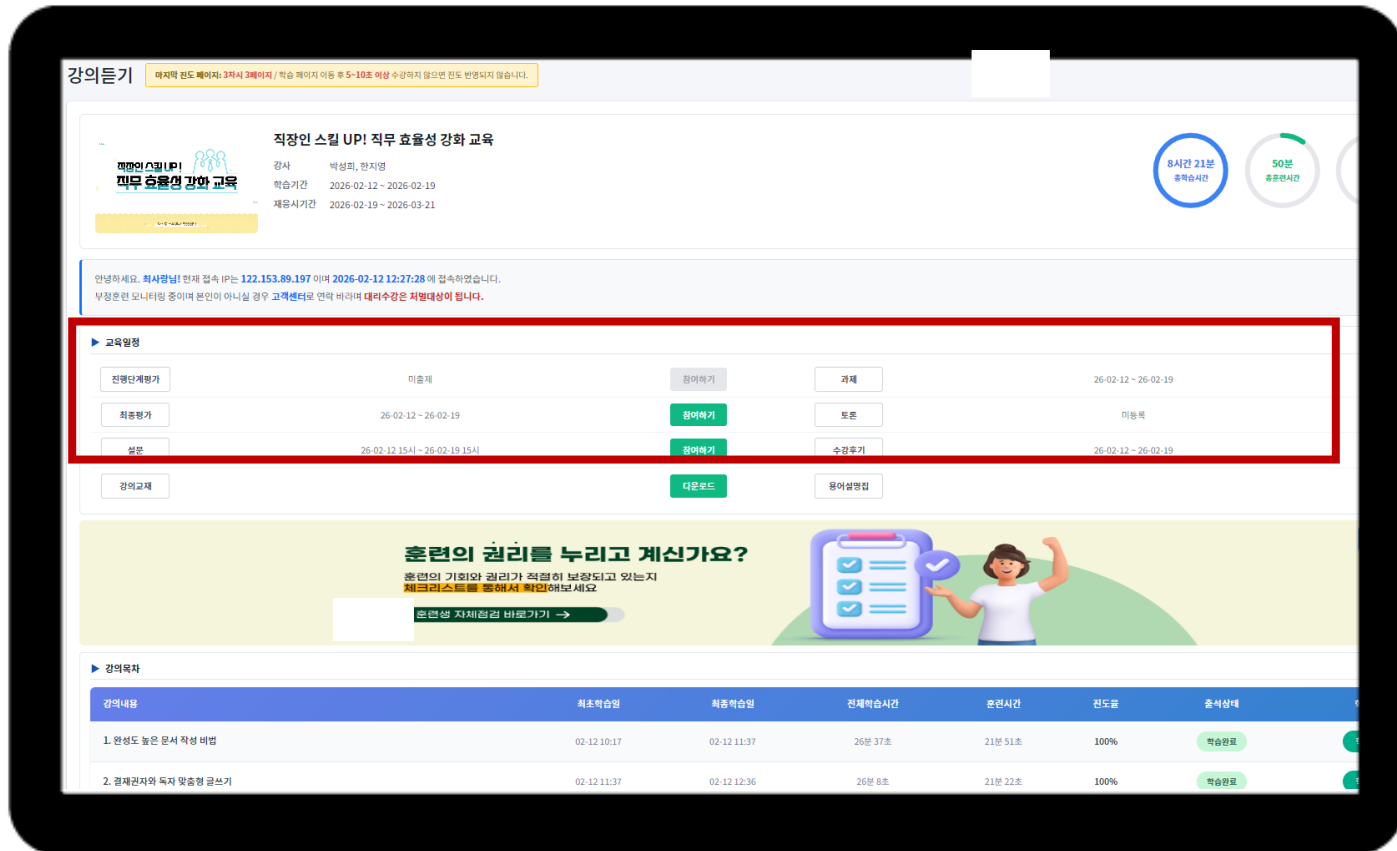 강의듣기
마지막 진도 페이지: 3차시 3페이지 / 학습 페이지 이동 후 5~10초 이상 수강하지 않으면 진도 반영되지 않습니다.
직장인 스킬 UP!
직무 효율성 강화 교육
직장인 스킬 UP! 직무 효율성 강화 교육
강사 박성희, 한지영
학습기간 2026-02-12 ~ 2026-02-19
재응시기간 2026-02-19 ~ 2026-03-21
8시간 21분
총학습시간
50분
총훈련시간
안녕하세요. 최사랑님! 현재 접속 IP는 122.153.89.197 이며 2026-02-12 12:27:28 에 접속하였습니다.
부정훈련 모니터링 중이며 본인이 아니실 경우 고객센터로 연락 바라며 대리수강은 처벌대상이 됩니다.
▶ 교육일정
진행단계평가 미출제 참여하기 과제 26-02-12 ~ 26-02-19
최종평가 26-02-12 ~ 26-02-19 참여하기 토론 미등록
설문 26-02-12 15시 ~ 26-02-19 15시 참여하기 수강후기 26-02-12 ~ 26-02-19
강의교재 다운로드 용어설명집
훈련의 권리를 누리고 계신가요?
훈련의 기회와 권리가 적절히 보장되고 있는지
체크리스트를 통해서 확인해보세요
훈련생 자체점검 바로가기 →
▶ 강의목차
강의내용 최초학습일 최종학습일 전체학습시간 훈련시간 진도율 출석상태
1. 완성도 높은 문서 작성 비법 02-12 10:17 02-12 11:37 26분 37초 21분 51초 100% 학습완료
2. 결재권자와 독자 맞춤형 글쓰기 02-12 11:37 02-12 12:36 26분 8초 21분 22초 100% 학습완료